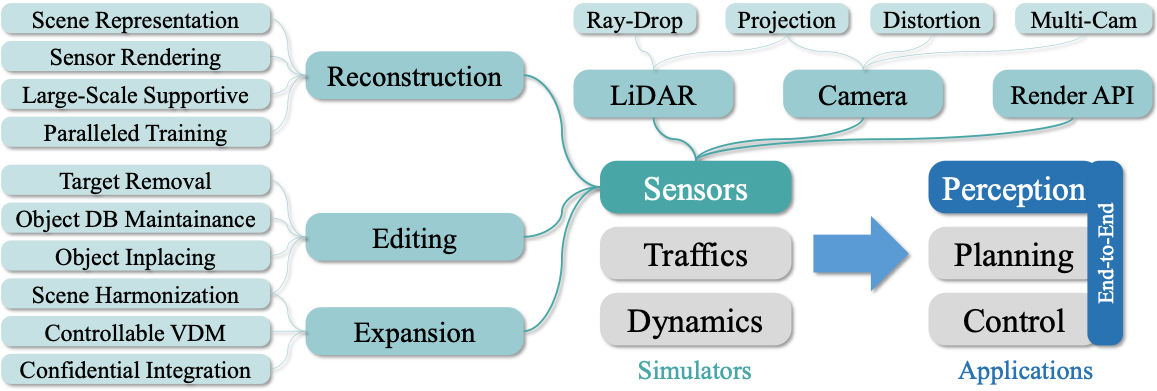 Scene Representation
Sensor Rendering
Large-Scale Supportive
Paralleled Training
Reconstruction
Target Removal
Object DB Maintainance
Object Inplacing
Scene Harmonization
Controllable VDM
Confidential Integration
Editing
Expansion
Ray-Drop
Projection
Distortion
Multi-Cam
LiDAR
Camera
Render API
Sensors
Traffics
Dynamics
Simulators
Perception
Planning
Control
End-to-End
Applications